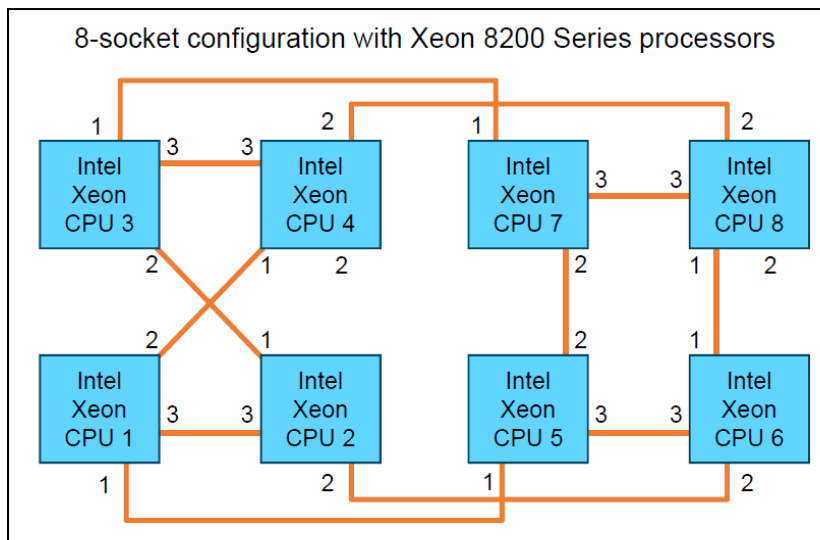 8-socket configuration with Xeon 8200 Series processors
1
2
1
2
Intel
Xeon
CPU 3
3
3
Intel
Xeon
CPU 4
Intel
Xeon
CPU 7
3
3
Intel
Xeon
CPU 8
2
1
2
2
1
2
2
1
2
1
Intel
Xeon
CPU 1
3
3
Intel
Xeon
CPU 2
Intel
Xeon
CPU 5
3
3
Intel
Xeon
CPU 6
1
2
1
2